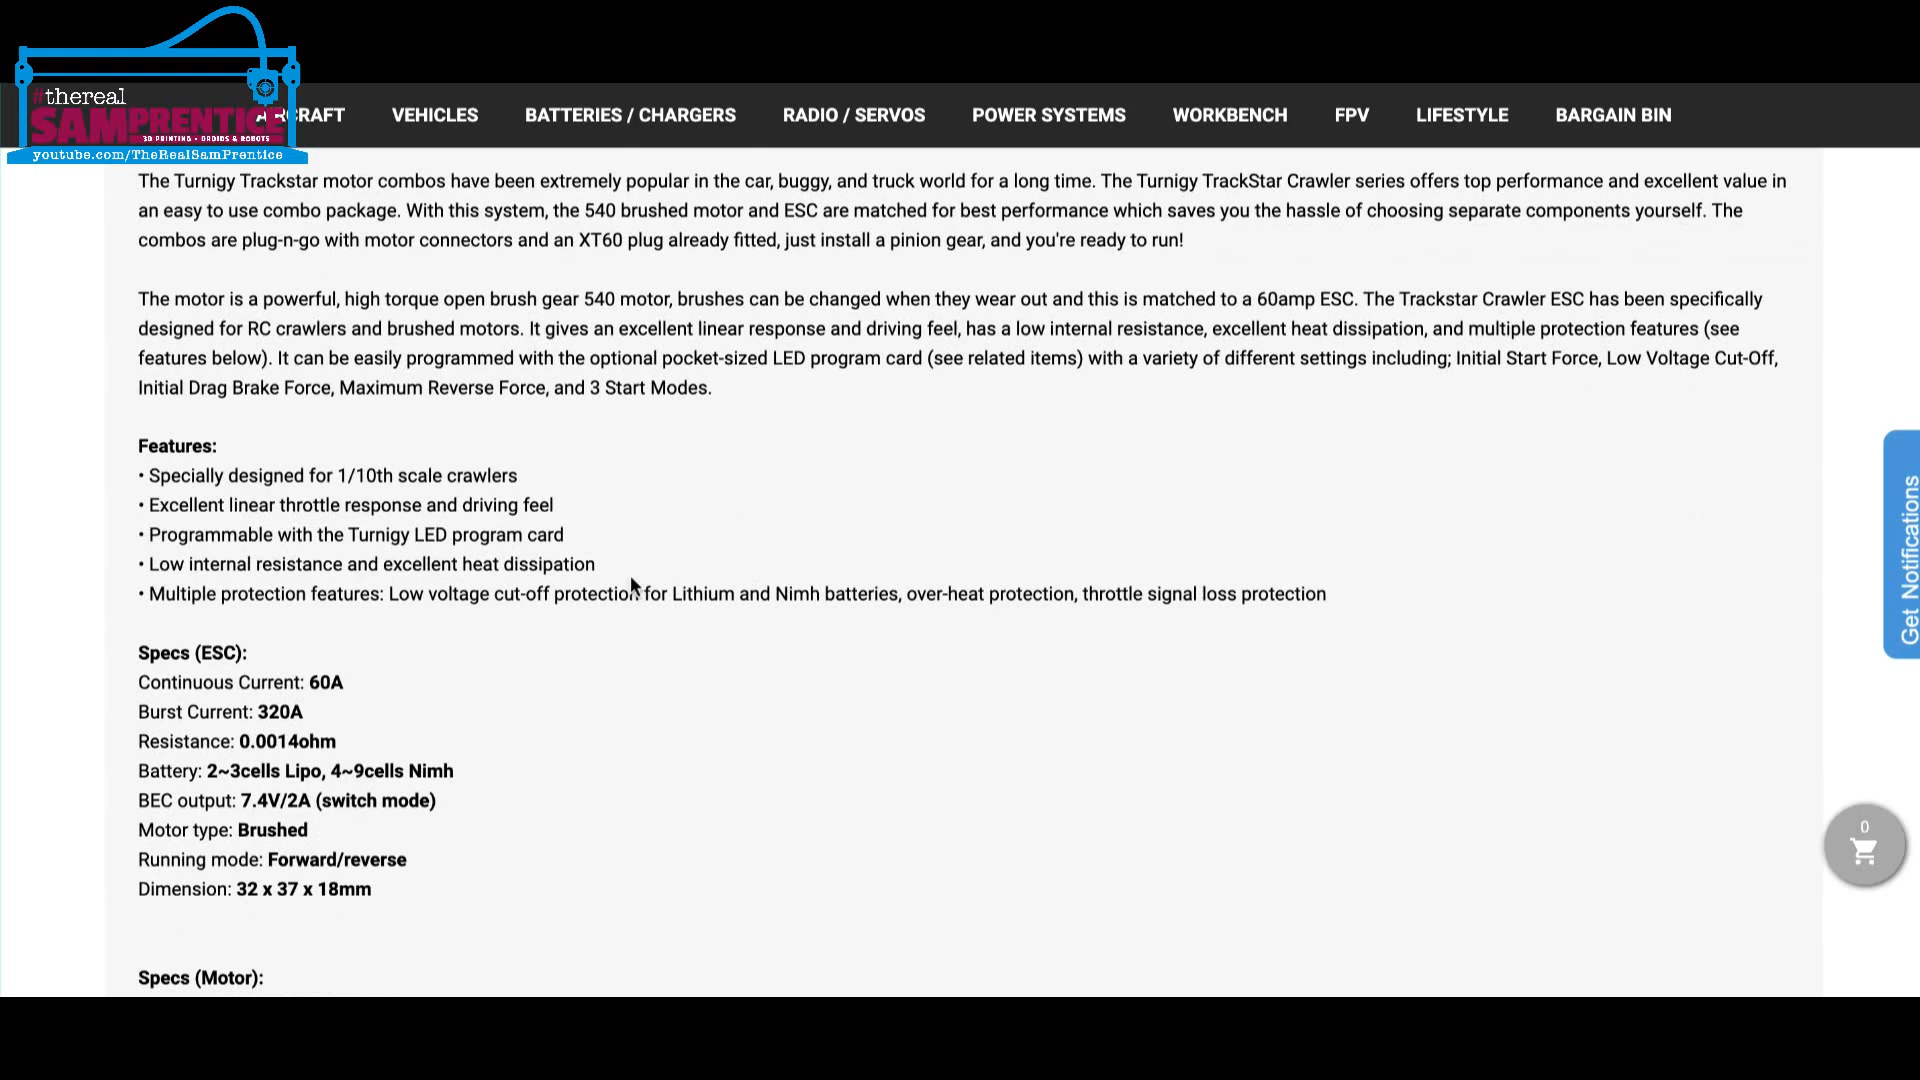 #thereal
SAMPRENTICE
3D PRINTING • DROIDS & ROBOTS
youtube.com/TheRealSamPrentice
AIRCRAFT VEHICLES BATTERIES / CHARGERS RADIO / SERVOS POWER SYSTEMS WORKBENCH FPV LIFESTYLE BARGAIN BIN
The Turnigy Trackstar motor combos have been extremely popular in the car, buggy, and truck world for a long time. The Turnigy TrackStar Crawler series offers top performance and excellent value in
an easy to use combo package. With this system, the 540 brushed motor and ESC are matched for best performance which saves you the hassle of choosing separate components yourself. The
combos are plug-n-go with motor connectors and an XT60 plug already fitted, just install a pinion gear, and you're ready to run!
The motor is a powerful, high torque open brush gear 540 motor, brushes can be changed when they wear out and this is matched to a 60amp ESC. The Trackstar Crawler ESC has been specifically
designed for RC crawlers and brushed motors. It gives an excellent linear response and driving feel, has a low internal resistance, excellent heat dissipation, and multiple protection features (see
features below). It can be easily programmed with the optional pocket-sized LED program card (see related items) with a variety of different settings including; Initial Start Force, Low Voltage Cut-Off,
Initial Drag Brake Force, Maximum Reverse Force, and 3 Start Modes.
Features:
• Specially designed for 1/10th scale crawlers
• Excellent linear throttle response and driving feel
• Programmable with the Turnigy LED program card
• Low internal resistance and excellent heat dissipation
• Multiple protection features: Low voltage cut-off protection for Lithium and Nimh batteries, over-heat protection, throttle signal loss protection
Specs (ESC):
Continuous Current: 60A
Burst Current: 320A
Resistance: 0.0014ohm
Battery: 2~3cells Lipo, 4~9cells Nimh
BEC output: 7.4V/2A (switch mode)
Motor type: Brushed
Running mode: Forward/reverse
Dimension: 32 x 37 x 18mm
Specs (Motor):
Get Notifications
0